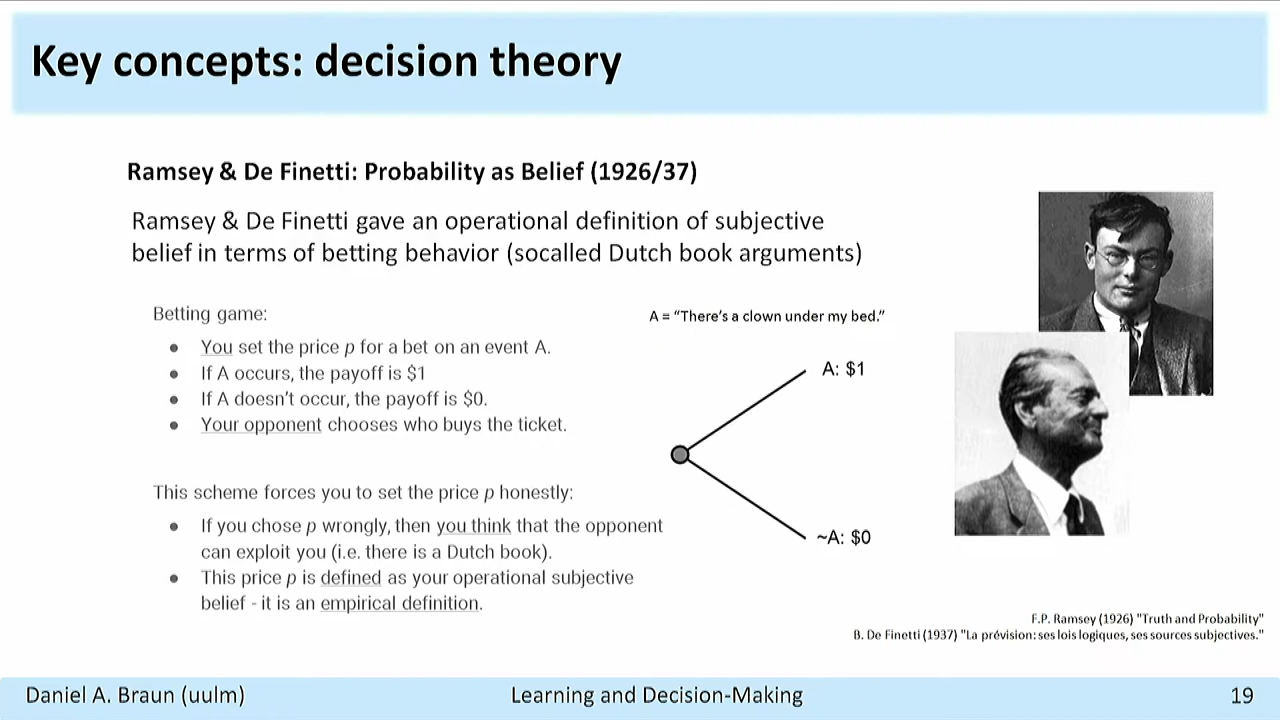 Key concepts: decision theory
Ramsey & De Finetti: Probability as Belief (1926/37)
Ramsey & De Finetti gave an operational definition of subjective
belief in terms of betting behavior (socalled Dutch book arguments)
Betting game:
● You set the price p for a bet on an event A.
● If A occurs, the payoff is $1
● If A doesn't occur, the payoff is $0.
● Your opponent chooses who buys the ticket.
This scheme forces you to set the price p honestly:
● If you chose p wrongly, then you think that the opponent
can exploit you (i.e. there is a Dutch book).
● This price p is defined as your operational subjective
belief - it is an empirical definition.
A = “There’s a clown under my bed.”
A: $1
~A: $0
F.P. Ramsey (1926) "Truth and Probability"
B. De Finetti (1937) "La prévision: ses lois logiques, ses sources subjectives."
Daniel A. Braun (uulm)
Learning and Decision-Making
19